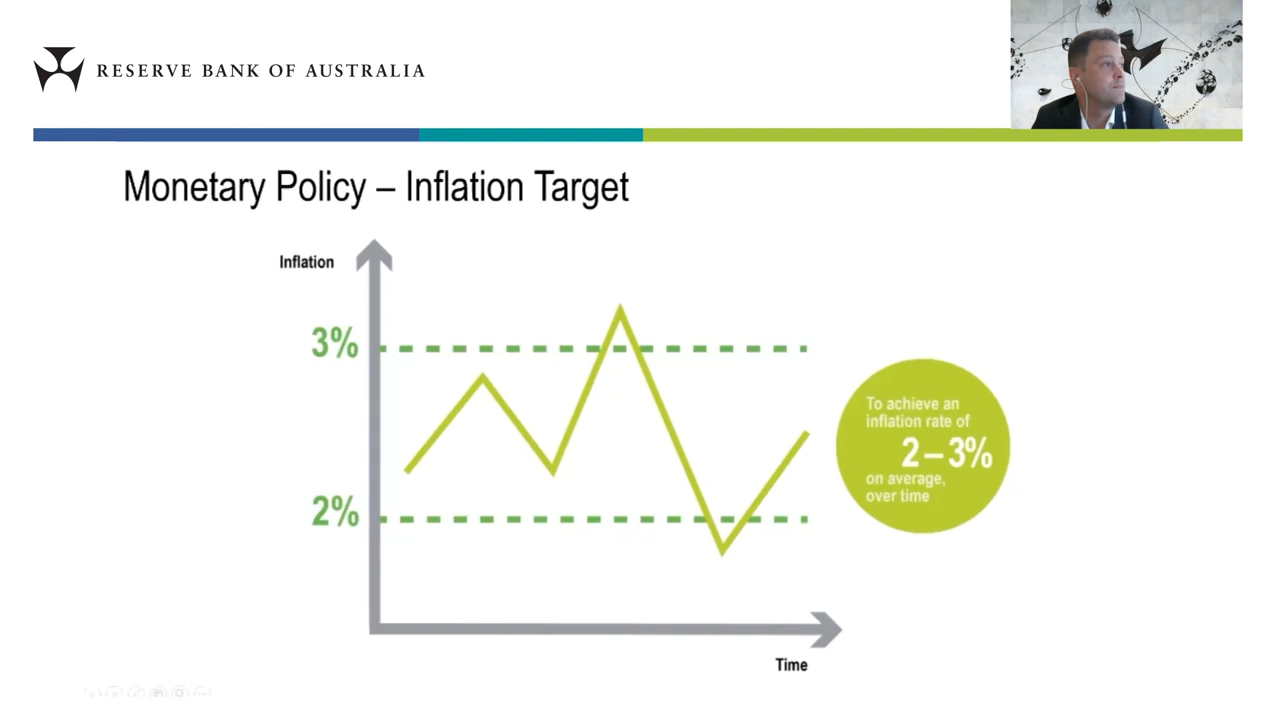 RESERVE BANK OF AUSTRALIA
Monetary Policy – Inflation Target
Inflation
3%
2%
To achieve an
inflation rate of
2 – 3%
on average,
over time
Time